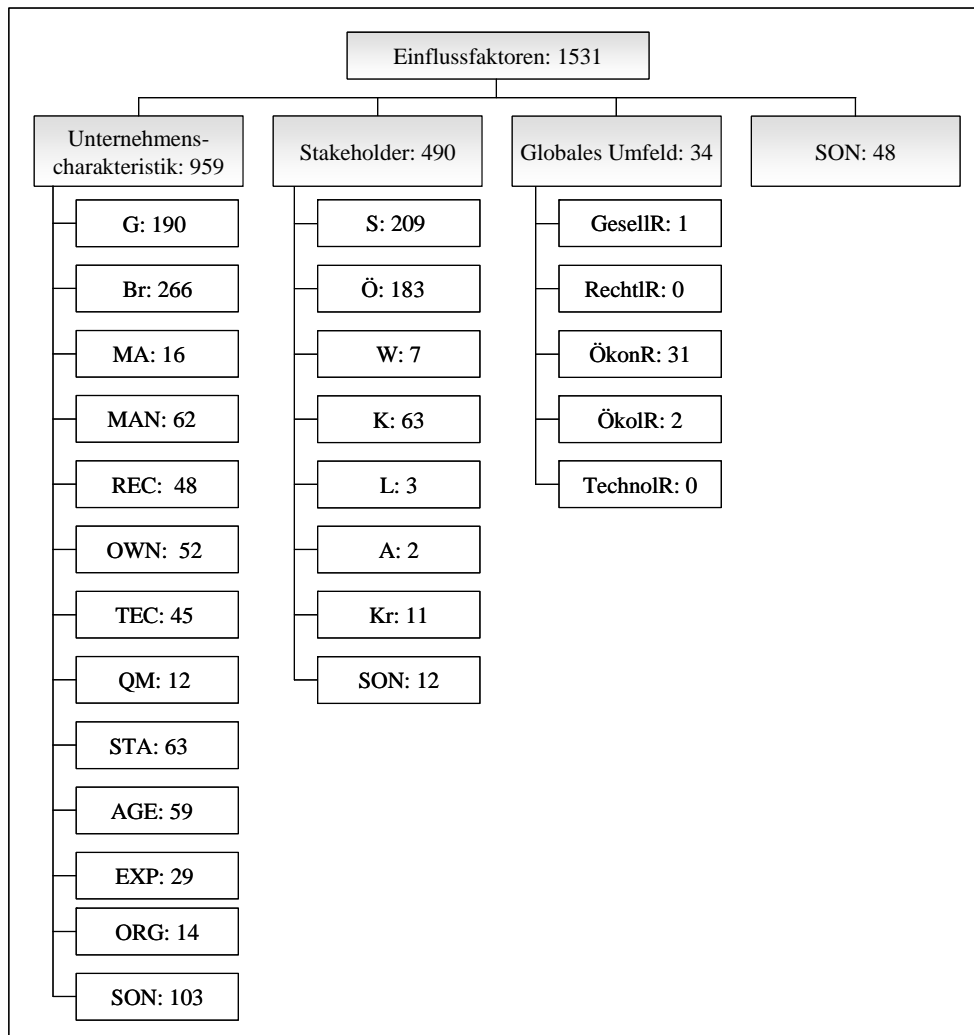 Einflussfaktoren: 1531
Unternehmens-
charakteristik: 959
Stakeholder: 490
Globales Umfeld: 34
SON: 48
G: 190
Br: 266
MA: 16
MAN: 62
REC: 48
OWN: 52
TEC: 45
QM: 12
STA: 63
AGE: 59
EXP: 29
ORG: 14
SON: 103
S: 209
Ö: 183
W: 7
K: 63
L: 3
A: 2
Kr: 11
SON: 12
GesellR: 1
RechtlR: 0
ÖkonR: 31
ÖkolR: 2
TechnolR: 0